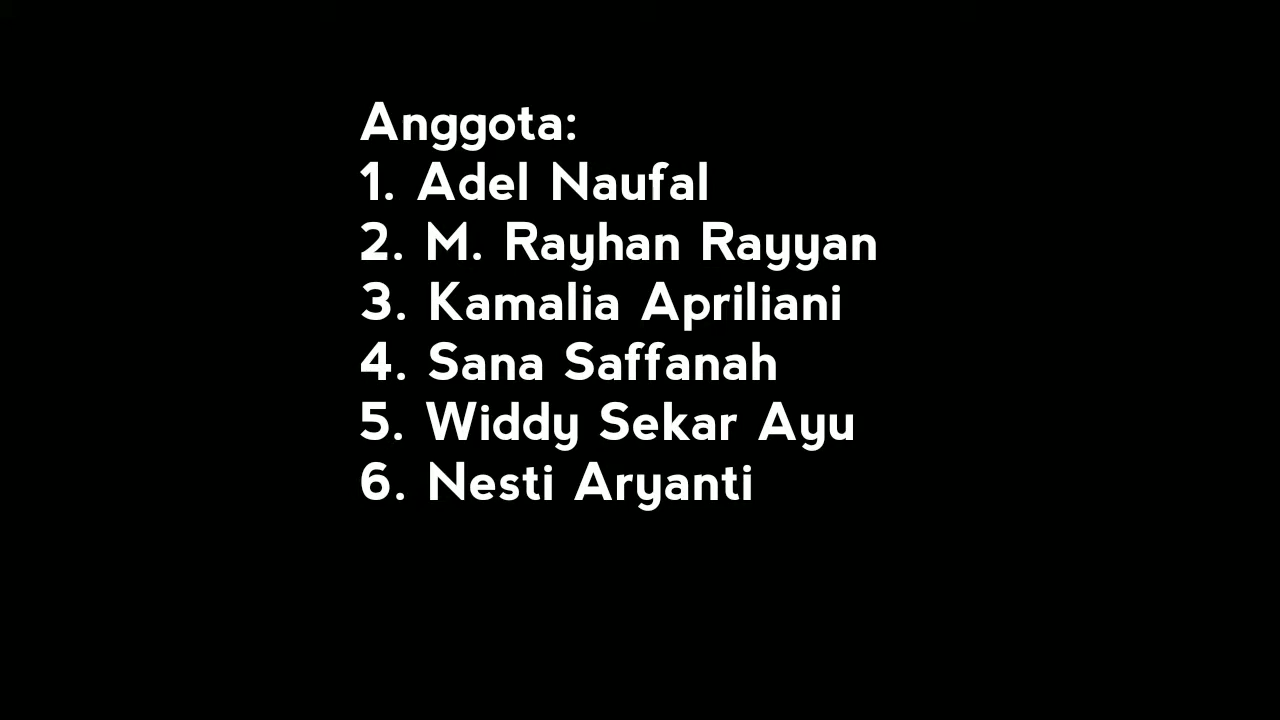 Anggota:
1. Adel Naufal
2. M. Rayhan Rayyan
3. Kamalia Apriliani
4. Sana Saffanah
5. Widdy Sekar Ayu
6. Nesti Aryanti